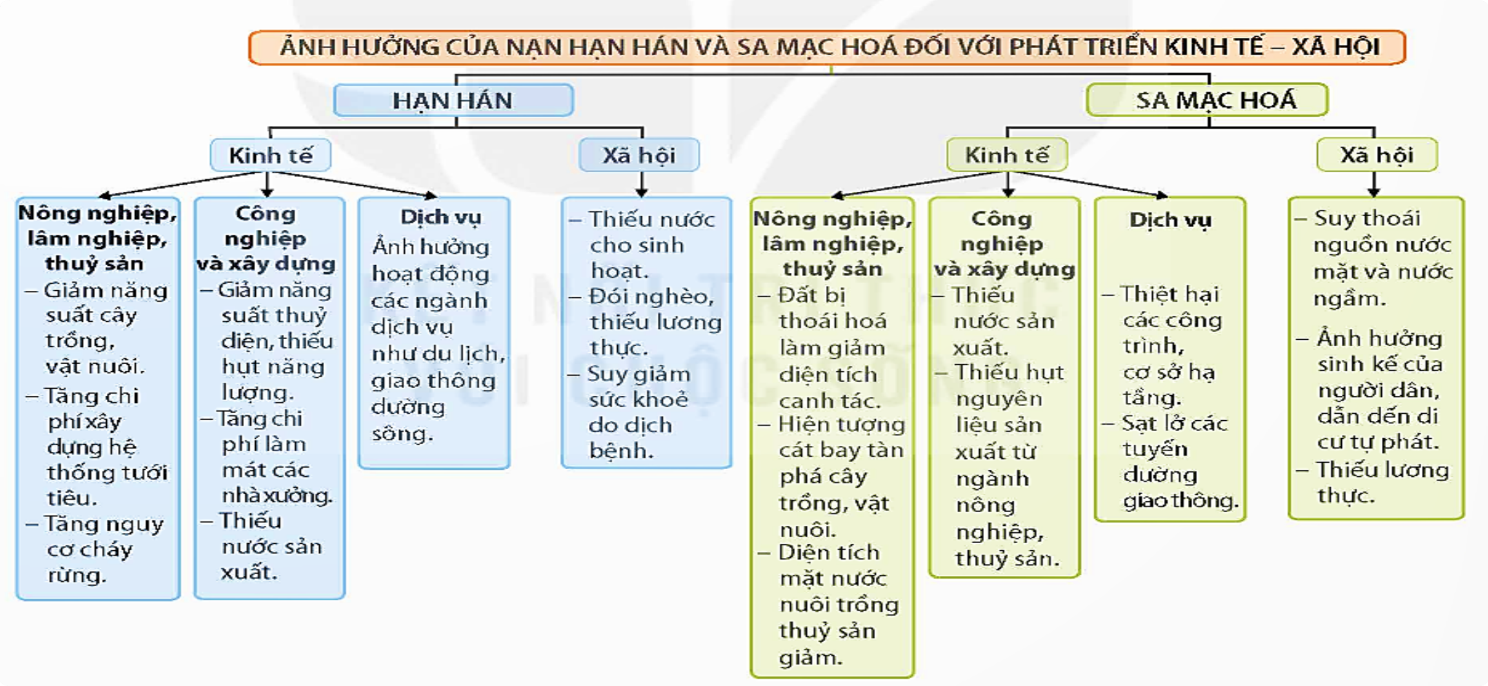 ẢNH HƯỞNG CỦA NẠN HẠN HÁN VÀ SA MẠC HOÁ ĐỐI VỚI PHÁT TRIỂN KINH TẾ – XÃ HỘI
HẠN HÁN
Kinh tế
Nông nghiệp,
lâm nghiệp,
thuỷ sản
– Giảm năng
suất cây
trồng,
vật nuôi.
– Tăng chi
phí xây
dựng hệ
thống tưới
tiêu.
– Tăng nguy
cơ cháy
rừng.
Công
nghiệp
và xây dựng
– Giảm năng
suất thuỷ
điện, thiếu
hụt năng
lượng.
– Tăng chi
phí làm
mát các
nhà xưởng.
– Thiếu
nước sản
xuất.
Dịch vụ
Ảnh hưởng
hoạt động
các ngành
dịch vụ
như du lịch,
giao thông
đường
sông.
Xã hội
– Thiếu nước
cho sinh
hoạt.
– Đói nghèo,
thiếu lương
thực.
– Suy giảm
sức khoẻ
do dịch
bệnh.
SA MẠC HOÁ
Kinh tế
Nông nghiệp,
lâm nghiệp,
thuỷ sản
– Đất bị
thoái hoá
làm giảm
diện tích
canh tác.
– Hiện tượng
cát bay tàn
phá cây
trồng, vật
nuôi.
– Diện tích
mặt nước
nuôi trồng
thuỷ sản
giảm.
Công
nghiệp
và xây dựng
– Thiếu
nước sản
xuất.
– Thiếu hụt
nguyên
liệu sản
xuất từ
ngành
nông
nghiệp,
thuỷ sản.
Dịch vụ
– Thiệt hại
các công
trình,
cơ sở hạ
tầng.
– Sạt lở các
tuyến
đường
giao thông.
Xã hội
– Suy thoái
nguồn nước
mặt và nước
ngầm.
– Ảnh hưởng
sinh kế của
người dân,
dẫn đến di
cư tự phát.
– Thiếu lương
thực.
KẾT NỐI TRI THỨC
VỚI CUỘC SỐNG